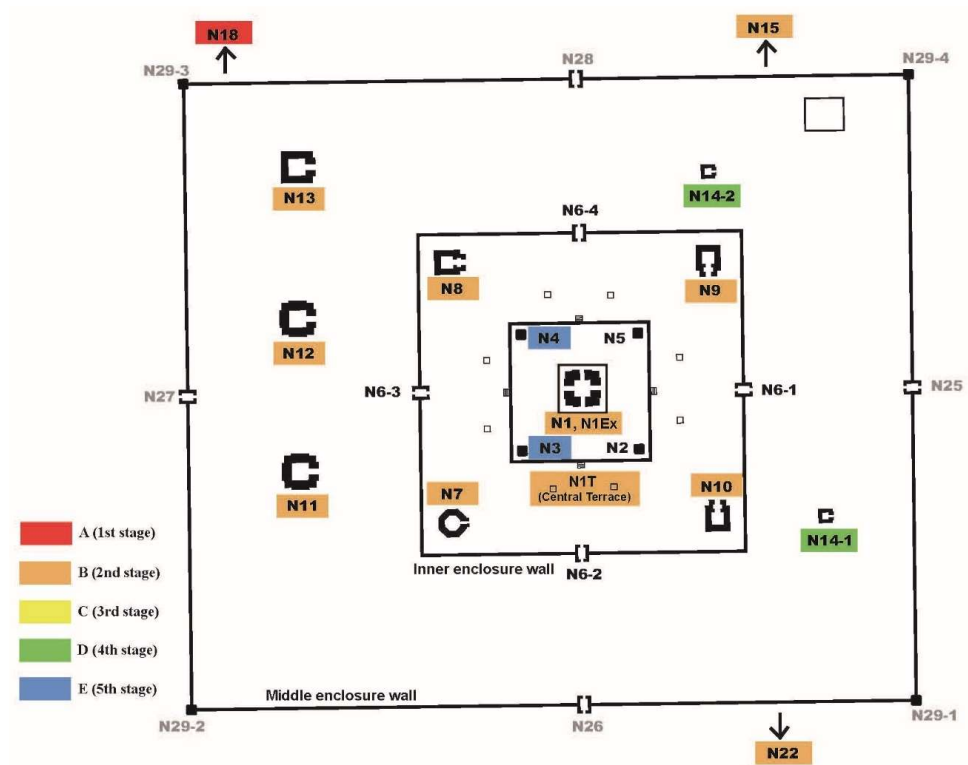 N18
N15
N29-3
N28
N29-4
N13
N14-2
N6-4
N8
N9
N4
N5
N12
N27
N6-3
N6-1
N25
N1, N1Ex
N3
N2
N11
N7
N1T
(Central Terrace)
N10
N14-1
Inner enclosure wall
N6-2
A (1st stage)
B (2nd stage)
C (3rd stage)
D (4th stage)
E (5th stage)
Middle enclosure wall
N29-2
N26
N29-1
N22